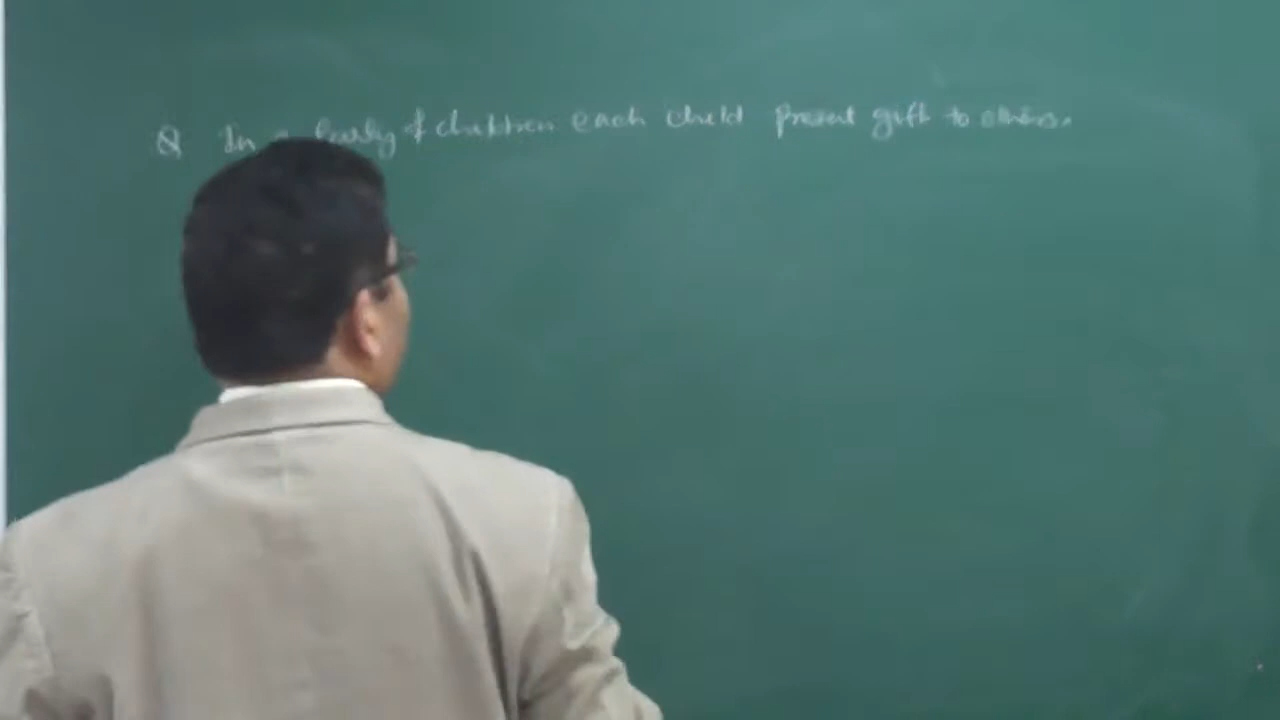 Q In a party of children each child present gift to others.